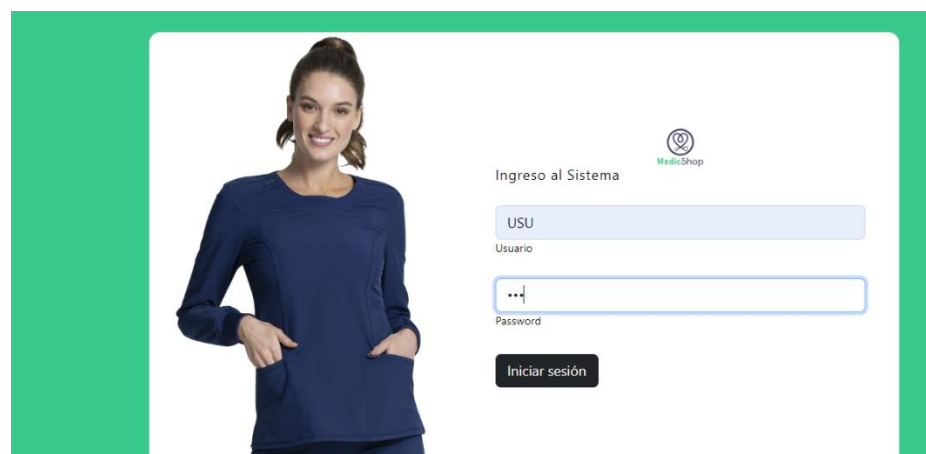 MedicShop
Ingreso al Sistema
USU
Usuario
•••
Password
Iniciar sesión